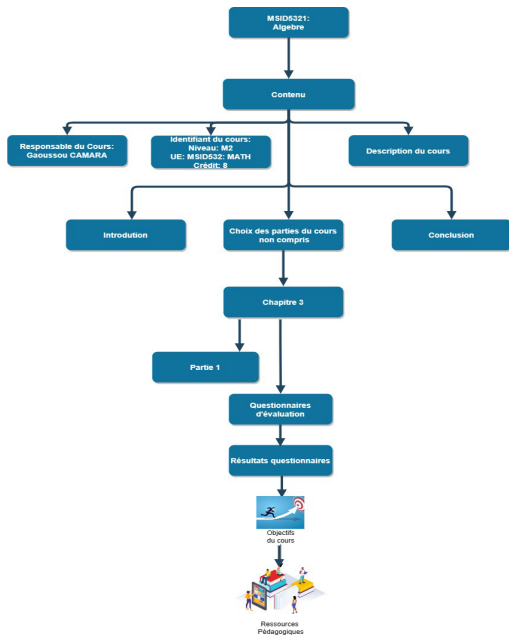 MSID5321:
Algebre
Contenu
Responsable du Cours:
Gaoussou CAMARA
Identifiant du cours:
Niveau: M2
UE: MSID532: MATH
Crédit: 8
Description du cours
Introdution
Choix des parties du cours
non compris
Conclusion
Chapitre 3
Partie 1
Questionnaires
d'évaluation
Résultats questionnaires
Objectifs
du cours
Ressources
Pèdagogiques